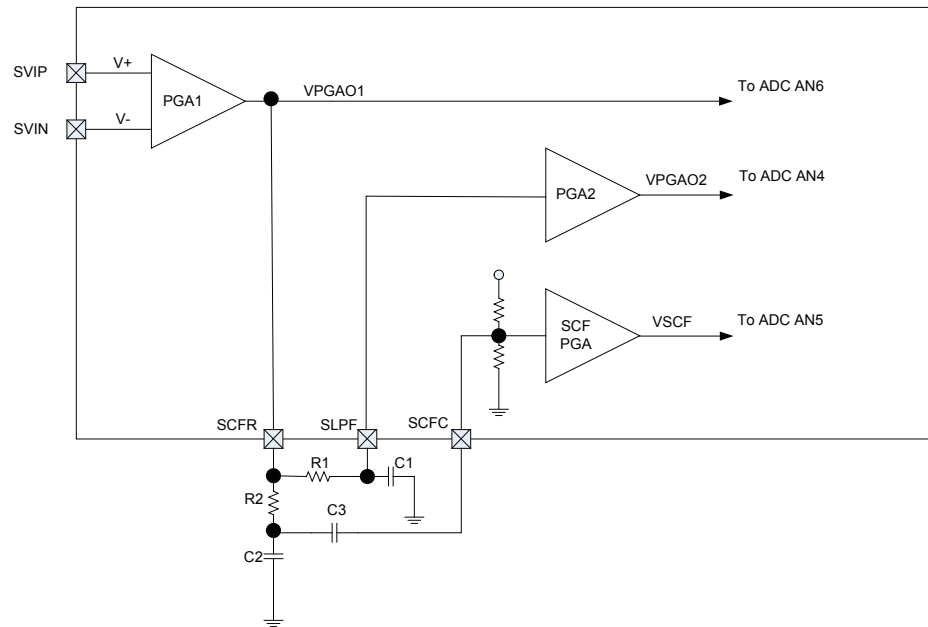 SVIP
V+
PGA1
VPGAO1
To ADC AN6
SVIN
V-
PGA2
VPGAO2
To ADC AN4
SCF
PGA
VSCF
To ADC AN5
SCFR
SLPF
SCFC
R1
C1
R2
C3
C2